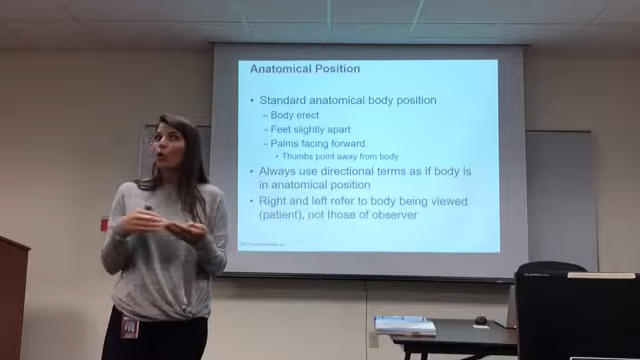 Anatomical Position
• Standard anatomical body position
– Body erect
– Feet slightly apart
– Palms facing forward
• Thumbs point away from body
• Always use directional terms as if body is
in anatomical position
• Right and left refer to body being viewed
(patient), not those of observer